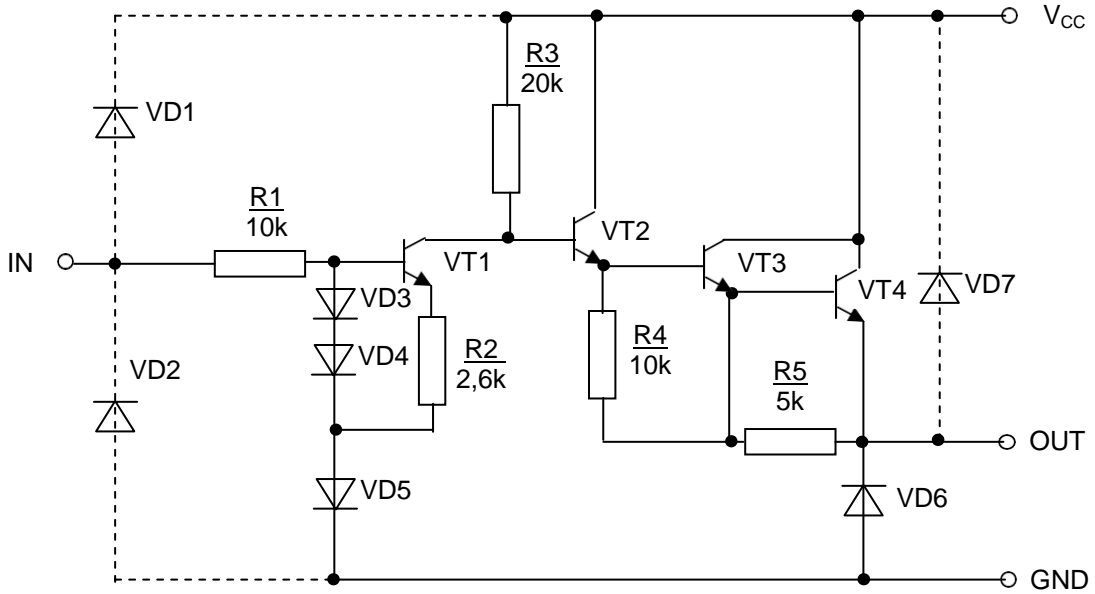 V_CC
R3
20k
VD1
R1
10k
VT2
IN
VT1
VT3
VD3
VT4
VD7
VD4
R2
2,6k
R4
10k
VD2
R5
5k
OUT
VD5
VD6
GND